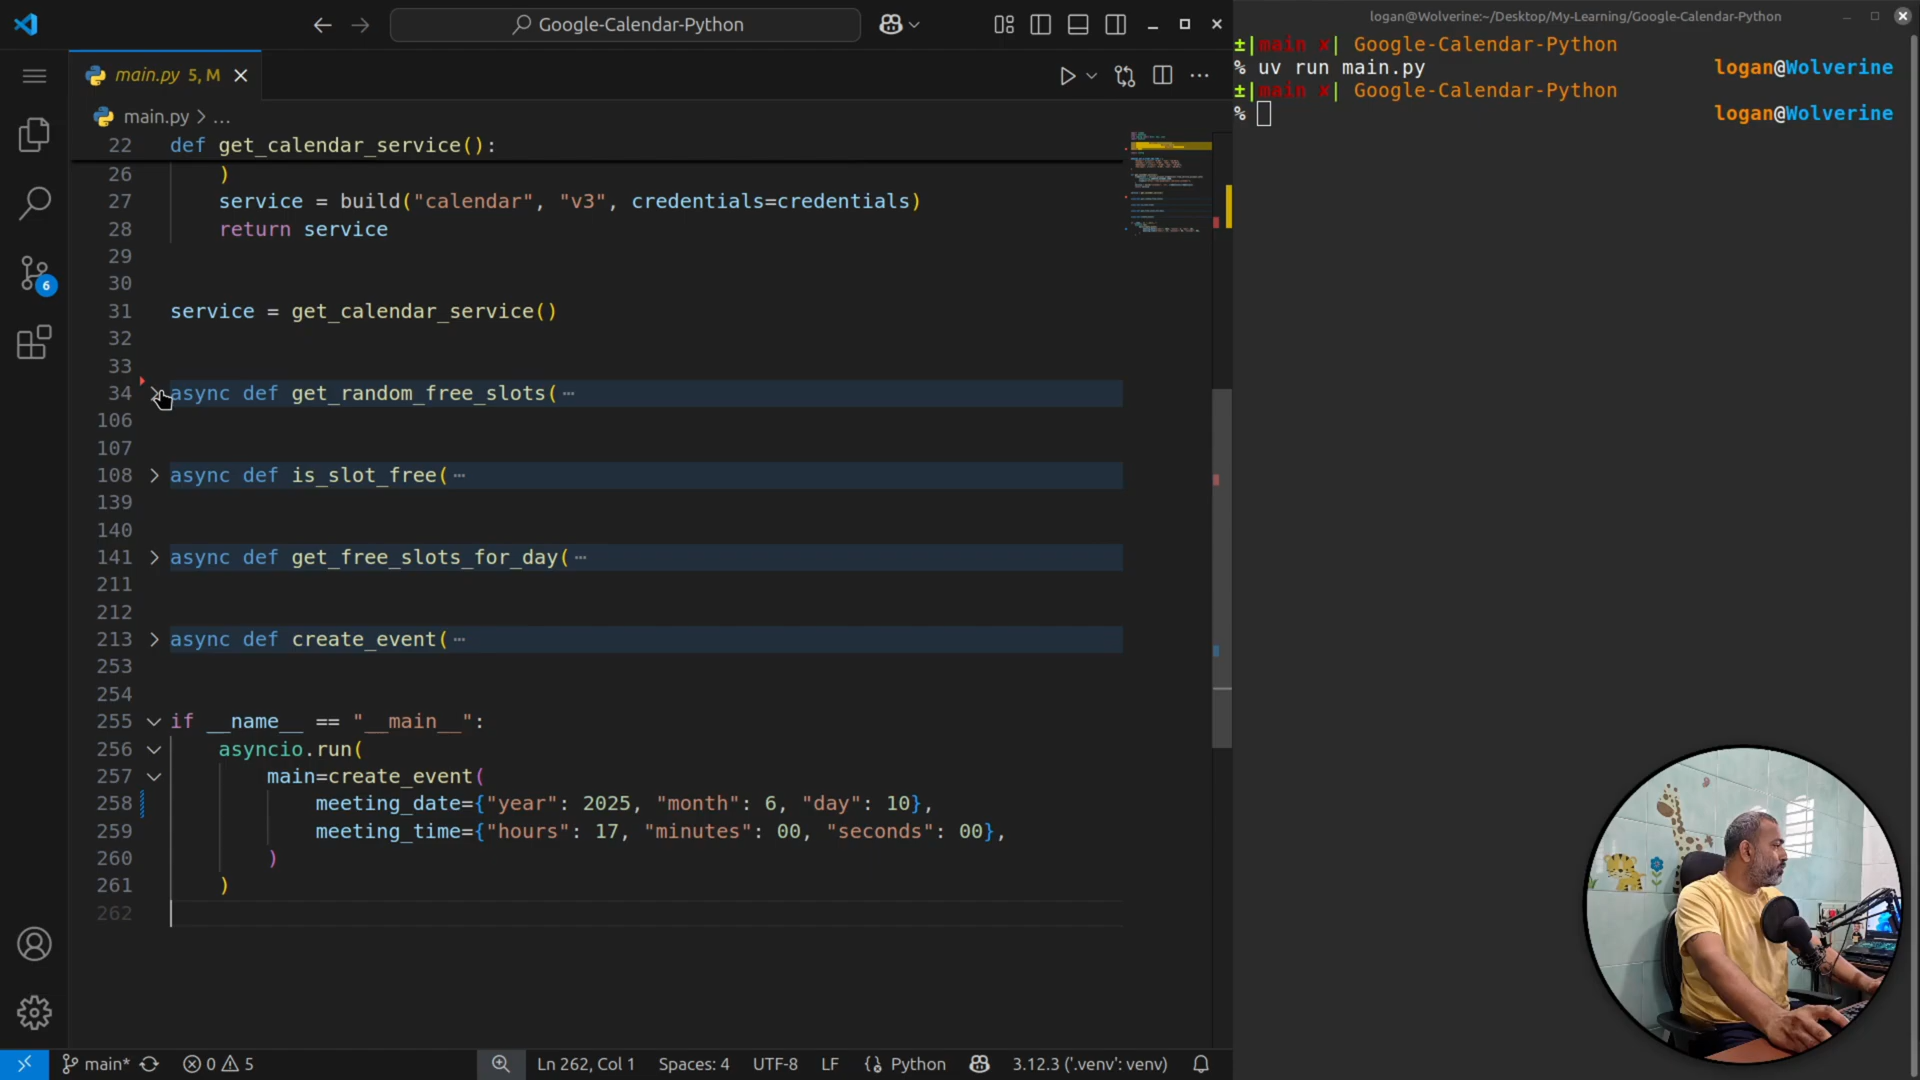 Google-Calendar-Python
main.py 5, M
main.py > ...
22 def get_calendar_service():
26 )
27 service = build("calendar", "v3", credentials=credentials)
28 return service
29
30
31 service = get_calendar_service()
32
33
34 async def get_random_free_slots( ⋯
106
107
108 async def is_slot_free( ⋯
139
140
141 async def get_free_slots_for_day( ⋯
211
212
213 async def create_event( ⋯
253
254
255 if __name__ == "__main__":
256 asyncio.run(
257 main=create_event(
258 meeting_date={"year": 2025, "month": 6, "day": 10},
259 meeting_time={"hours": 17, "minutes": 00, "seconds": 00},
260 )
261 )
262
6
main* 0 5 Ln 262, Col 1 Spaces: 4 UTF-8 LF {} Python 3.12.3 ('.venv': venv)
logan@Wolverine:~/Desktop/My-Learning/Google-Calendar-Python
±|main ✘| Google-Calendar-Python
% uv run main.py logan@Wolverine
±|main ✘| Google-Calendar-Python
% logan@Wolverine